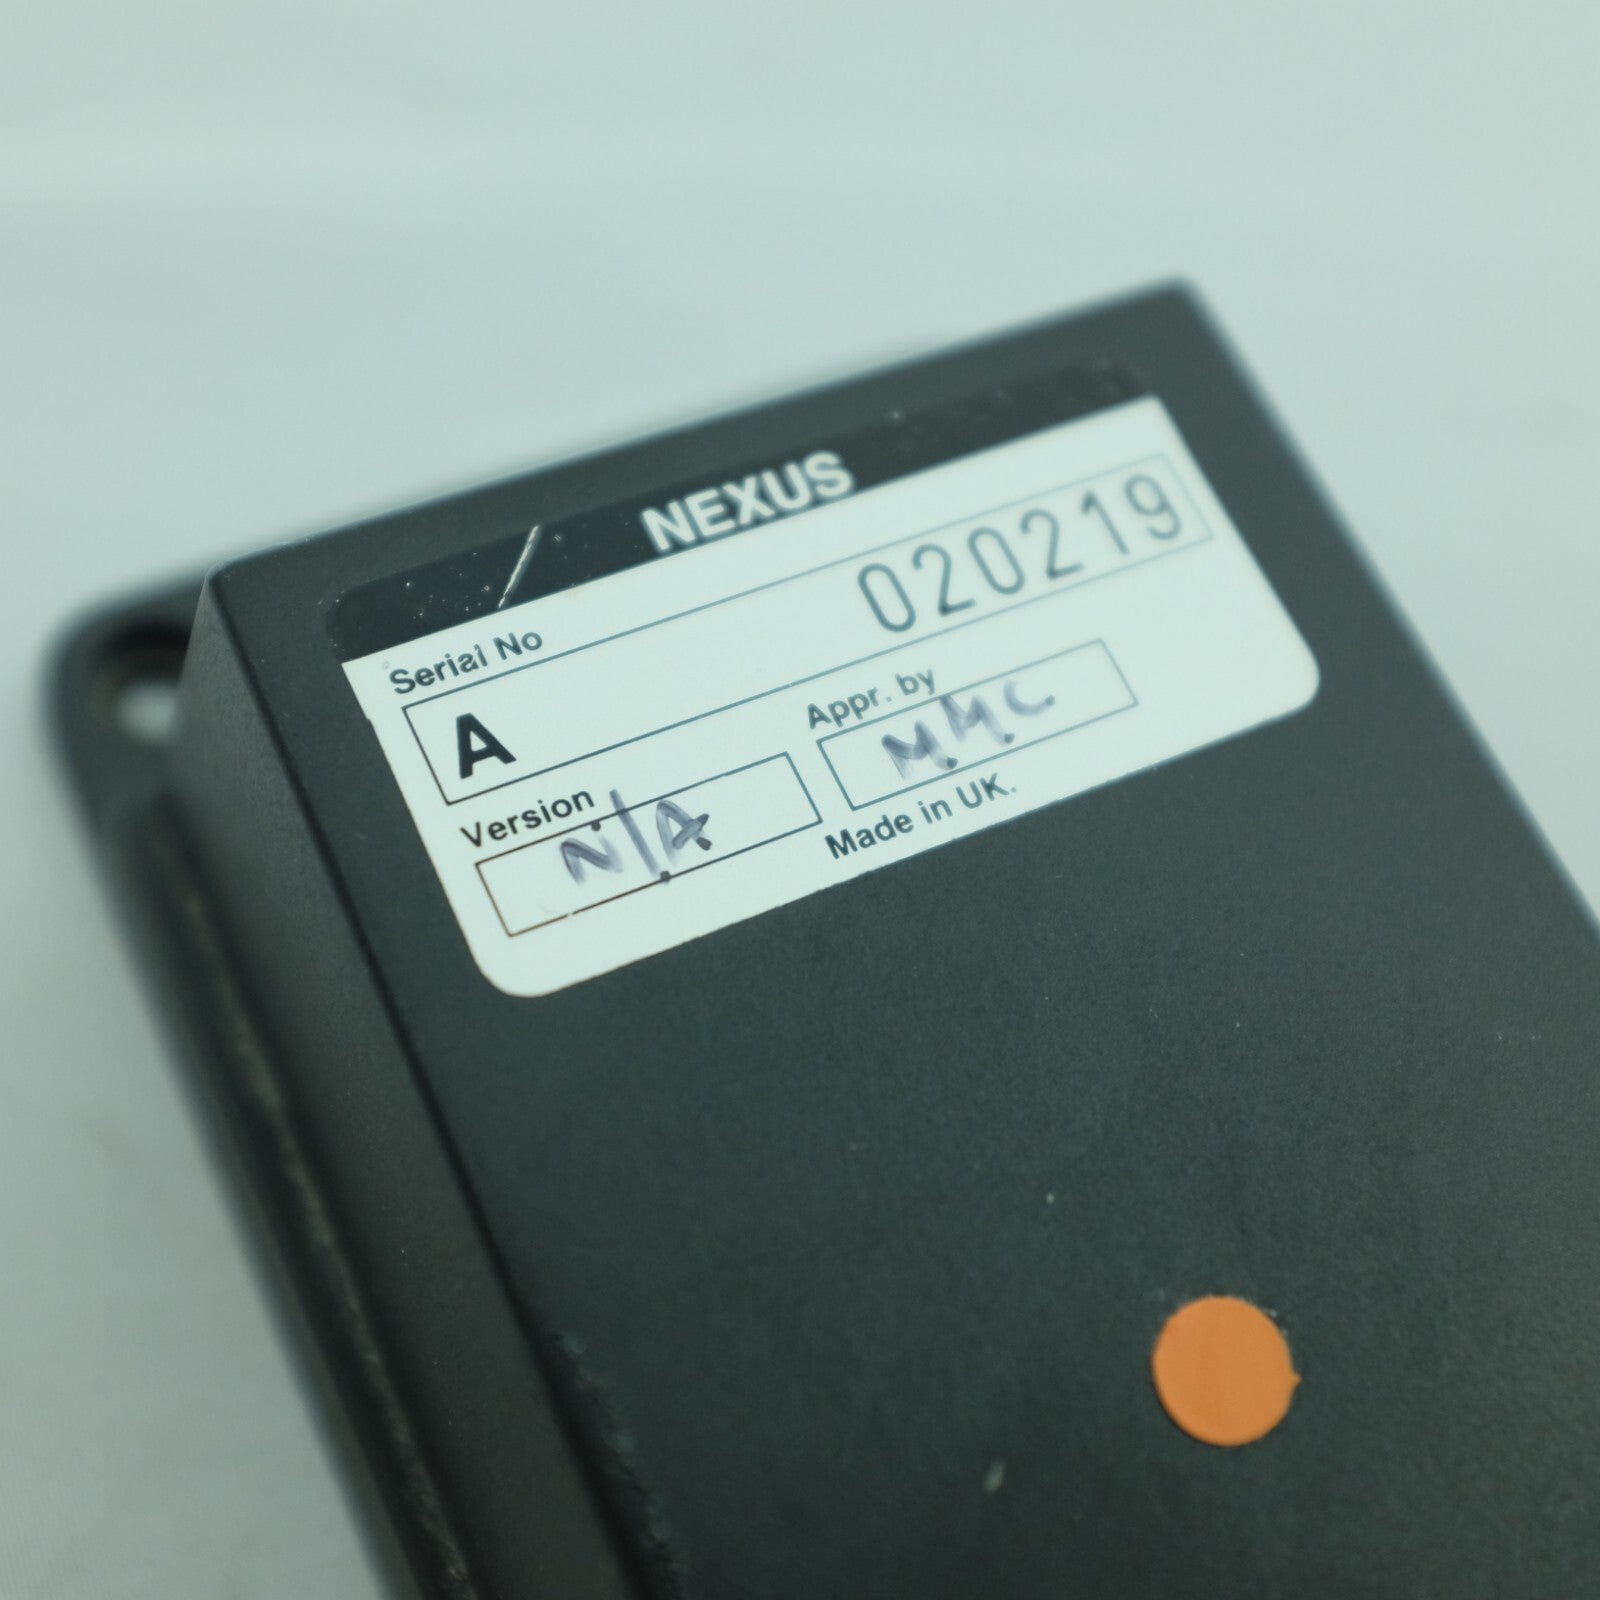 NEXUS
Serial No
A 020219
Version Appr. by
N/A M.M.C
Made in UK.